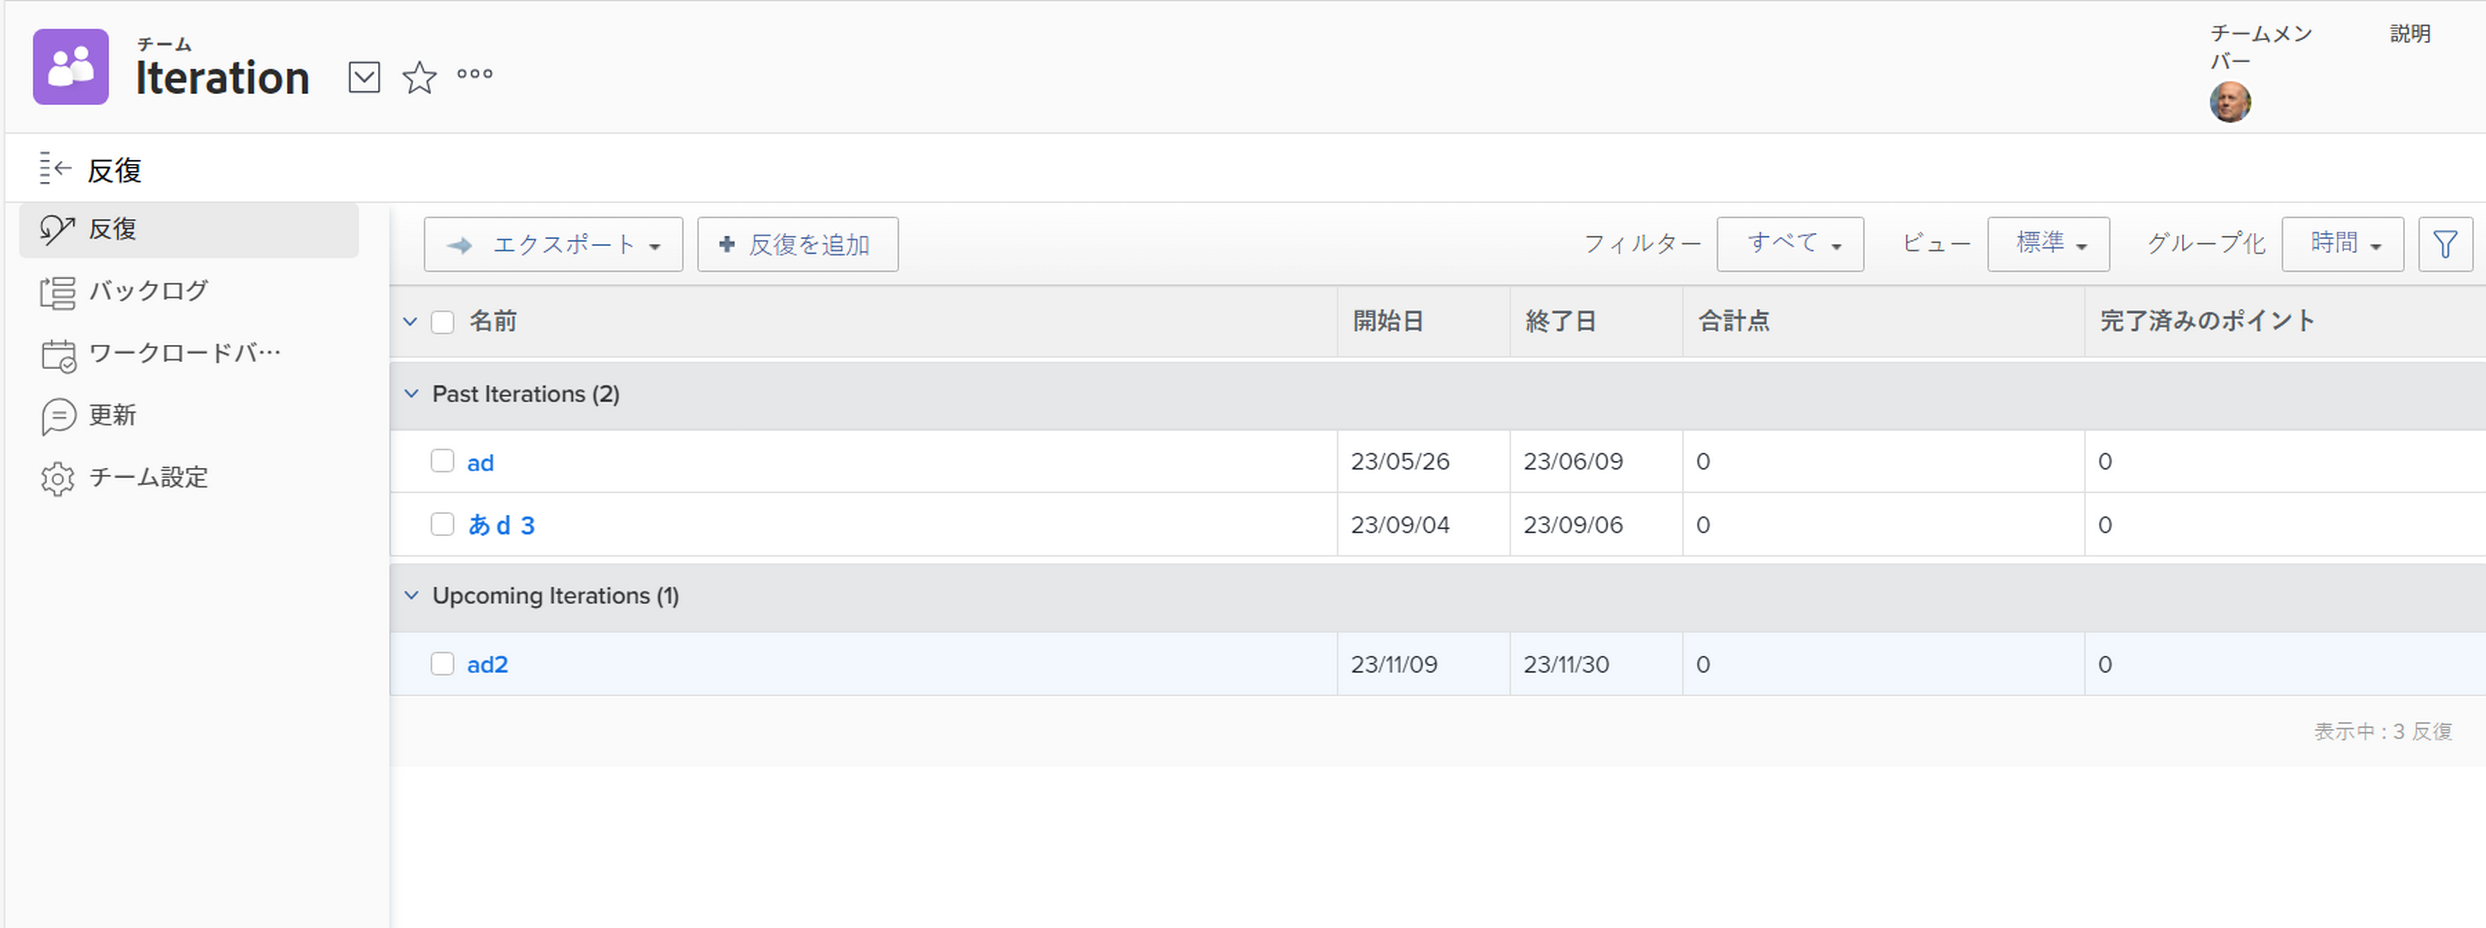 チーム
Iteration
チームメン
バー
説明
反復
反復
バックログ
ワークロードバ…
更新
チーム設定
エクスポート
反復を追加
フィルター すべて ビュー 標準 グループ化 時間
名前 開始日 終了日 合計点 完了済みのポイント
Past Iterations (2)
ad 23/05/26 23/06/09 0 0
あｄ３ 23/09/04 23/09/06 0 0
Upcoming Iterations (1)
ad2 23/11/09 23/11/30 0 0
表示中 : 3 反復